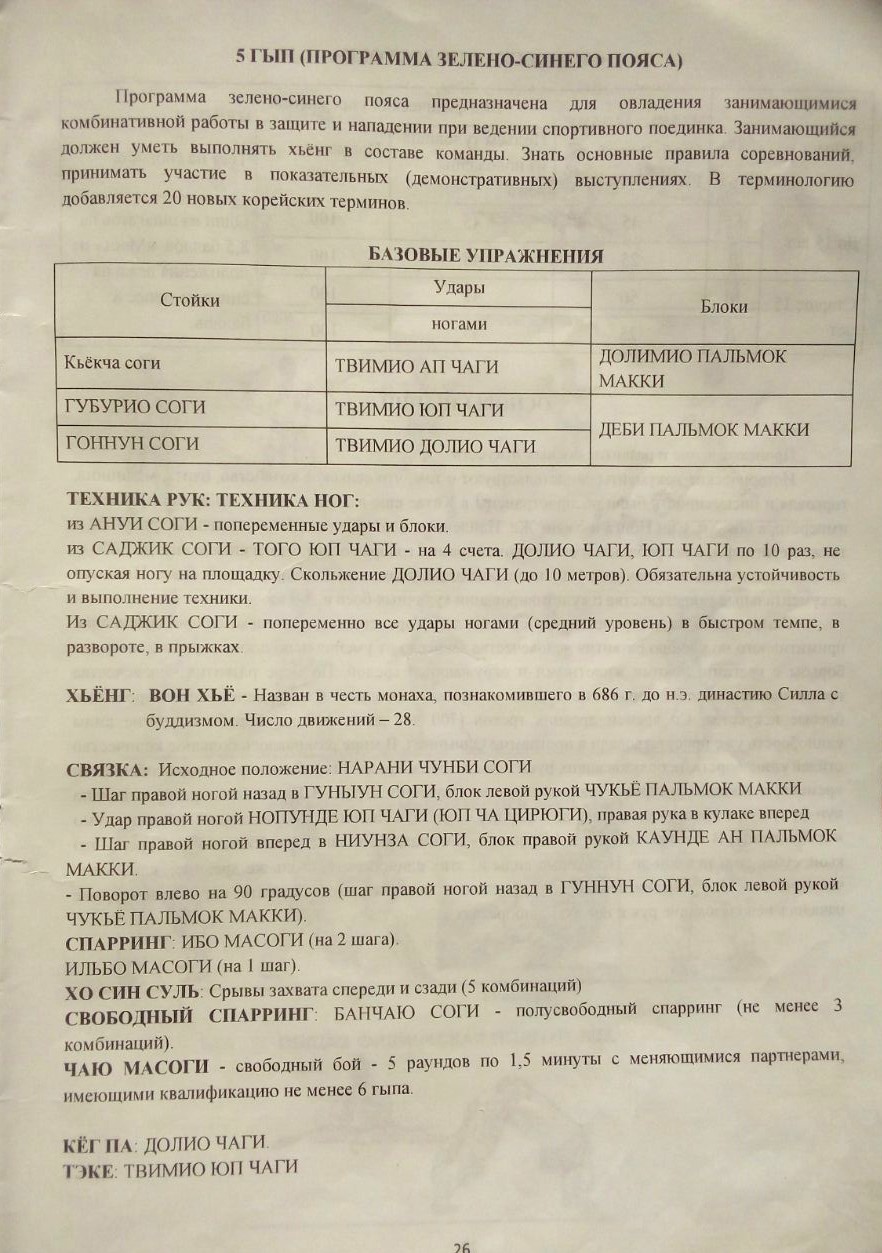 5 ГЫП (ПРОГРАММА ЗЕЛЕНО-СИНЕГО ПОЯСА)
Программа зелено-синего пояса предназначена для овладения занимающимися
комбинативной работы в защите и нападении при ведении спортивного поединка. Занимающийся
должен уметь выполнять хьёнг в составе команды. Знать основные правила соревнований,
принимать участие в показательных (демонстративных) выступлениях. В терминологию
добавляется 20 новых корейских терминов.
БАЗОВЫЕ УПРАЖНЕНИЯ
Стойки
Удары
ногами
Блоки
Кьёкча соги
ТВИМИО АП ЧАГИ
ДОЛИМИО ПАЛЬМОК
МАККИ
ГУБУРИО СОГИ
ТВИМИО ЮП ЧАГИ
ДЕБИ ПАЛЬМОК МАККИ
ГОННУН СОГИ
ТВИМИО ДОЛИО ЧАГИ
ТЕХНИКА РУК: ТЕХНИКА НОГ:
из АНУИ СОГИ - попеременные удары и блоки.
из САДЖИК СОГИ - ТОГО ЮП ЧАГИ - на 4 счета. ДОЛИО ЧАГИ, ЮП ЧАГИ по 10 раз, не
опуская ногу на площадку. Скольжение ДОЛИО ЧАГИ (до 10 метров). Обязательна устойчивость
и выполнение техники.
Из САДЖИК СОГИ - попеременно все удары ногами (средний уровень) в быстром темпе, в
развороте, в прыжках.
ХЬЁНГ: ВОН ХЬЁ - Назван в честь монаха, познакомившего в 686 г. до н.э. династию Силла с
буддизмом. Число движений – 28.
СВЯЗКА: Исходное положение: НАРАНИ ЧУНБИ СОГИ
- Шаг правой ногой назад в ГУНЫУН СОГИ, блок левой рукой ЧУКЬЁ ПАЛЬМОК МАККИ
- Удар правой ногой НОПУНДЕ ЮП ЧАГИ (ЮП ЧА ЦИРЮГИ), правая рука в кулаке вперед
- Шаг правой ногой вперед в НИУНЗА СОГИ, блок правой рукой КАУНДЕ АН ПАЛЬМОК
МАККИ.
- Поворот влево на 90 градусов (шаг правой ногой назад в ГУННУН СОГИ, блок левой рукой
ЧУКЬЁ ПАЛЬМОК МАККИ).
СПАРРИНГ: ИБО МАСОГИ (на 2 шага).
ИЛЬБО МАСОГИ (на 1 шаг).
ХО СИН СУЛЬ: Срывы захвата спереди и сзади (5 комбинаций)
СВОБОДНЫЙ СПАРРИНГ: БАНЧАЮ СОГИ - полусвободный спарринг (не менее 3
комбинаций).
ЧАЮ МАСОГИ - свободный бой - 5 раундов по 1,5 минуты с меняющимися партнерами,
имеющими квалификацию не менее 6 гыпа.
КЁГ ПА: ДОЛИО ЧАГИ.
ТЭКЕ: ТВИМИО ЮП ЧАГИ
26